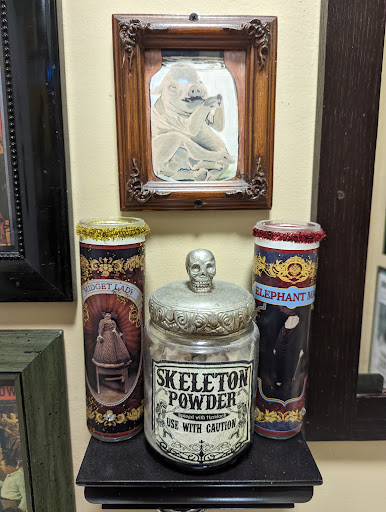 MIDGET LADY
ELEPHANT MA
SKELETON
POWDER
USE WITH CAUTION